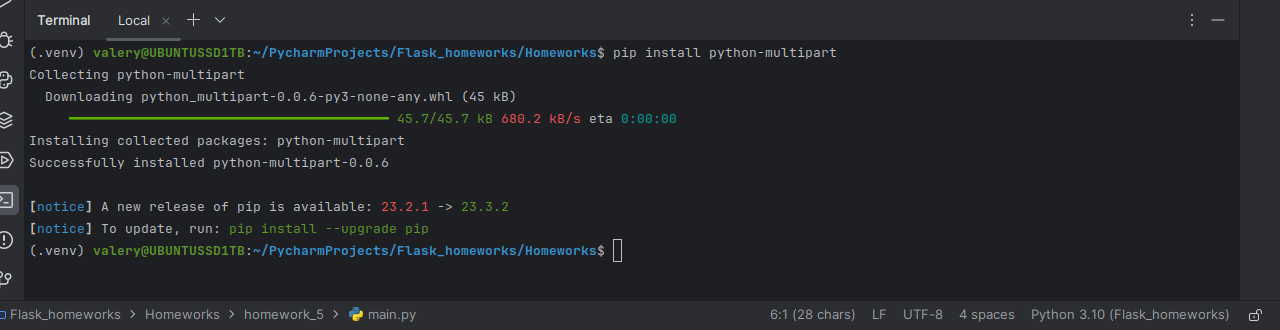 Terminal Local
(.venv) valery@UBUNTUSSD1TB:~/PycharmProjects/Flask_homeworks/Homeworks$ pip install python-multipart
Collecting python-multipart
Downloading python_multipart-0.0.6-py3-none-any.whl (45 kB)
45.7/45.7 kB 680.2 kB/s eta 0:00:00
Installing collected packages: python-multipart
Successfully installed python-multipart-0.0.6
[notice] A new release of pip is available: 23.2.1 -> 23.3.2
[notice] To update, run: pip install --upgrade pip
(.venv) valery@UBUNTUSSD1TB:~/PycharmProjects/Flask_homeworks/Homeworks$
Flask_homeworks > Homeworks > homework_5 > main.py 6:1 (28 chars) LF UTF-8 4 spaces Python 3.10 (Flask_homeworks)